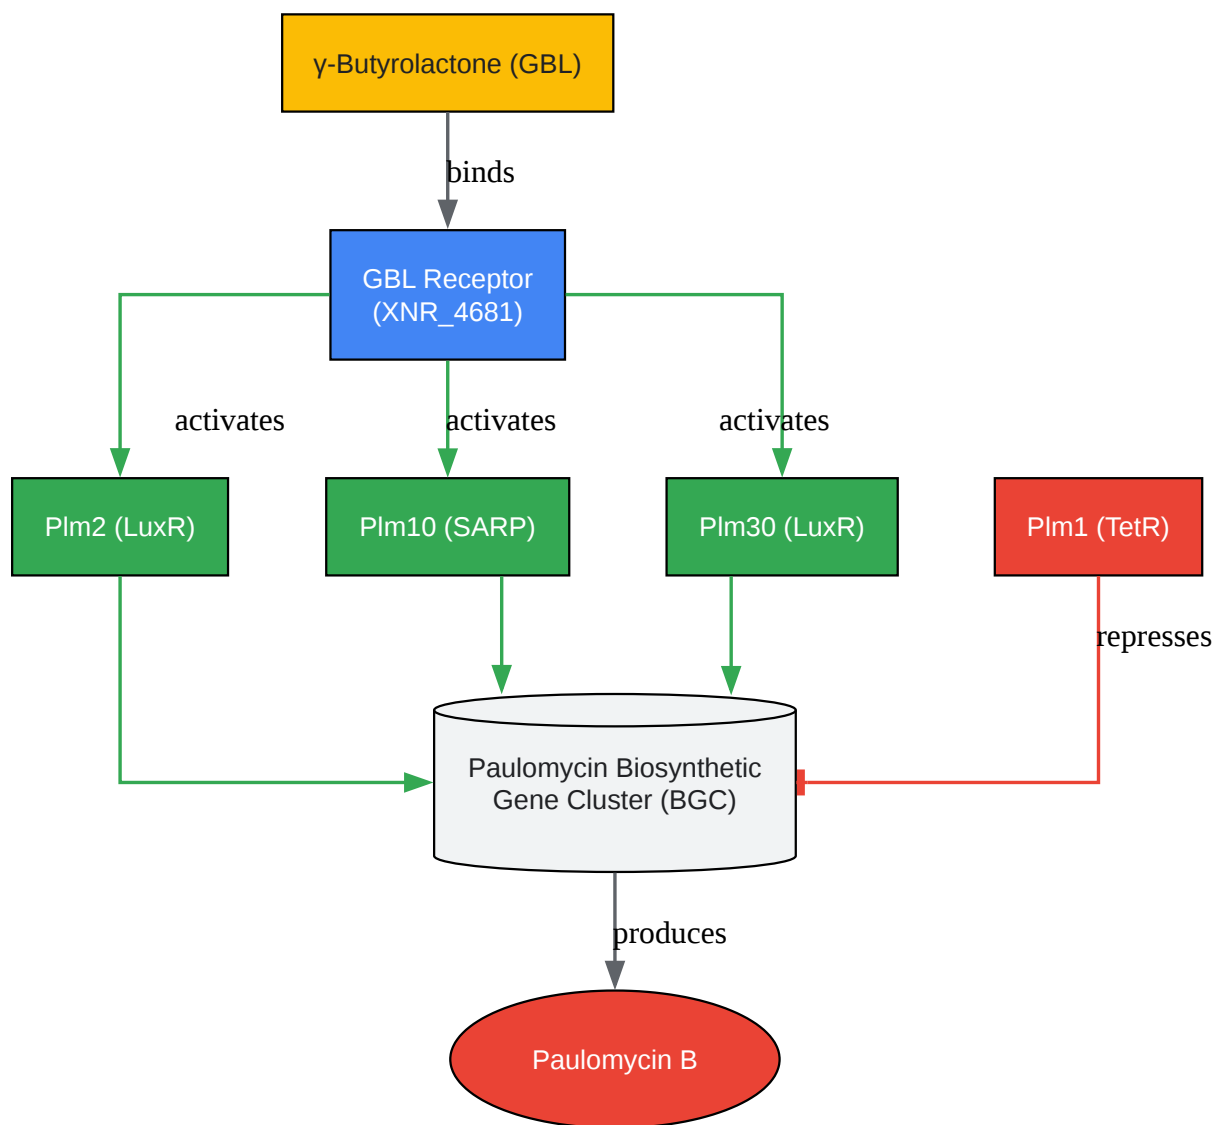 γ-Butyrolactone (GBL)
binds
GBL Receptor
(XNR_4681)
activates
activates
activates
Plm2 (LuxR)
Plm10 (SARP)
Plm30 (LuxR)
Plm1 (TetR)
represses
Paulomycin Biosynthetic
Gene Cluster (BGC)
produces
Paulomycin B